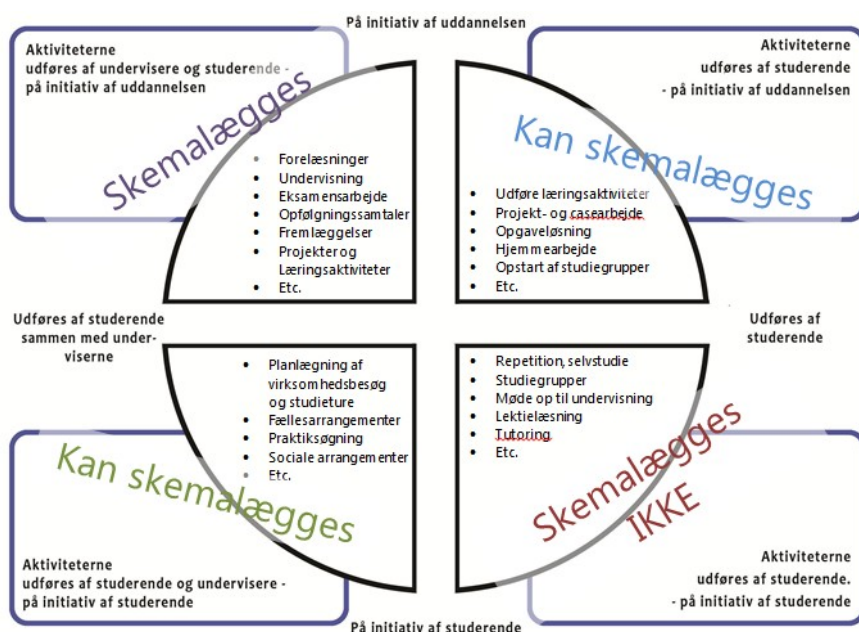 På initiativ af uddannelsen
Aktiviteterne
udføres af undervisere og studerende -
på initiativ af uddannelsen
Skemalægges
Forelæsninger
Undervisning
Eksamensarbejde
Opfølgningssamtaler
Fremlæggelser
Projekter og
Læringsaktiviteter
Etc.
Aktiviteterne
udføres af studerende
- på initiativ af uddannelsen
Kan skemalægges
Udføre læringsaktiviteter
Projekt- og casearbejde
Opgaveløsning
Hjemmearbejde
Opstart af studiegrupper
Etc.
Udføres af studerende
sammen med under-
viserne
Udføres af
studerende
Planlægning af
virksomhedsbesøg
og studieture
Fællesarrangementer
Praktiksøgning
Sociale arrangementer
Etc.
Kan skemalægges
Aktiviteterne
udføres af studerende og undervisere -
på initiativ af studerende
Repetition, selvstudie
Studiegrupper
Møde op til undervisning
Lektielæsning
Tutoring
Etc.
Skemalægges
IKKE
Aktiviteterne
udføres af studerende.
- på initiativ af studerende
På initiativ af studerende